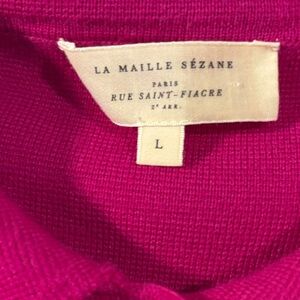 LA MAILLE SÉZANE
PARIS
RUE SAINT-FIACRE
2ᵉ ARR.
L